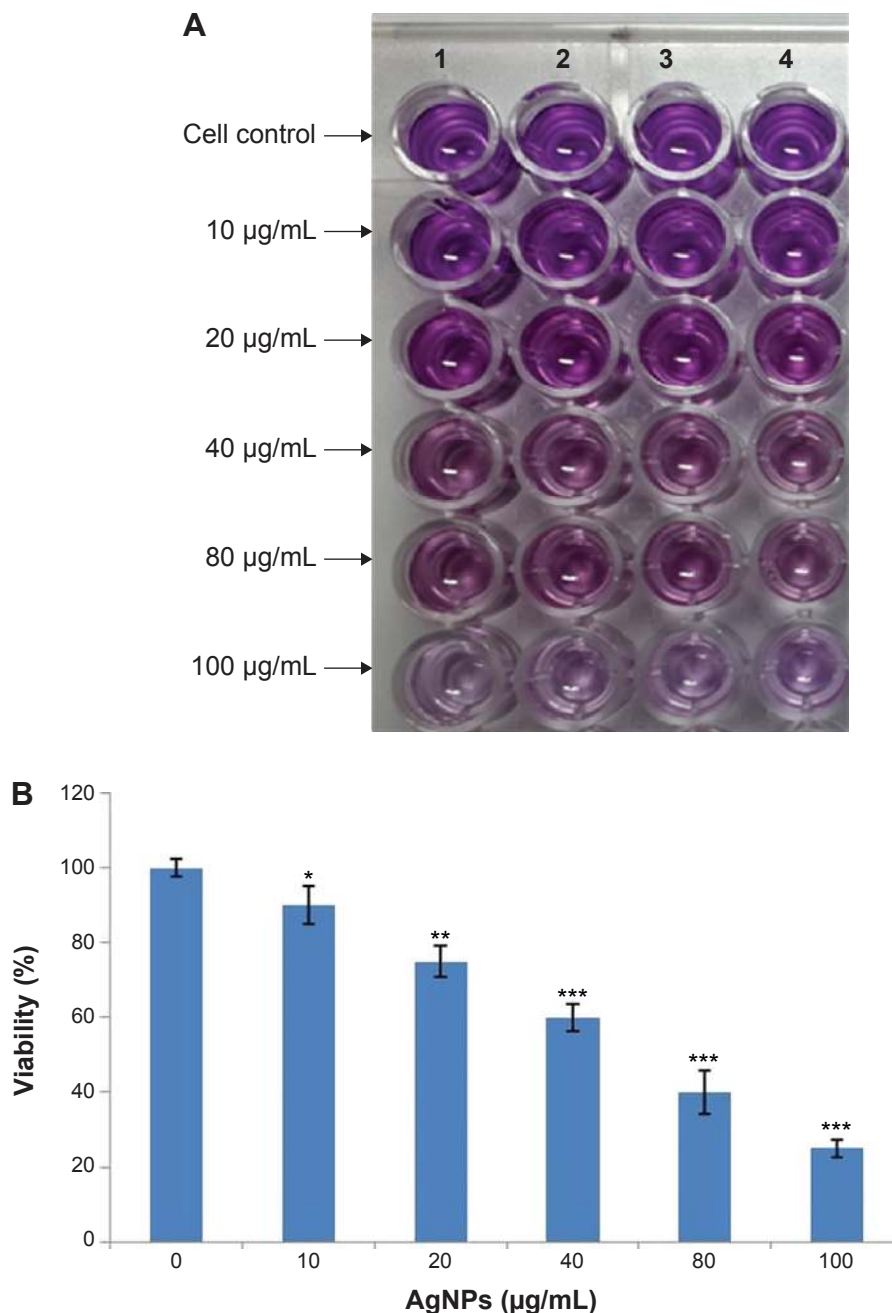 A
1 2 3 4
Cell control
10 µg/mL
20 µg/mL
40 µg/mL
80 µg/mL
100 µg/mL
B
120
100
80
60
40
20
0
Viability (%)
*
**
***
***
***
0 10 20 40 80 100
AgNPs (µg/mL)